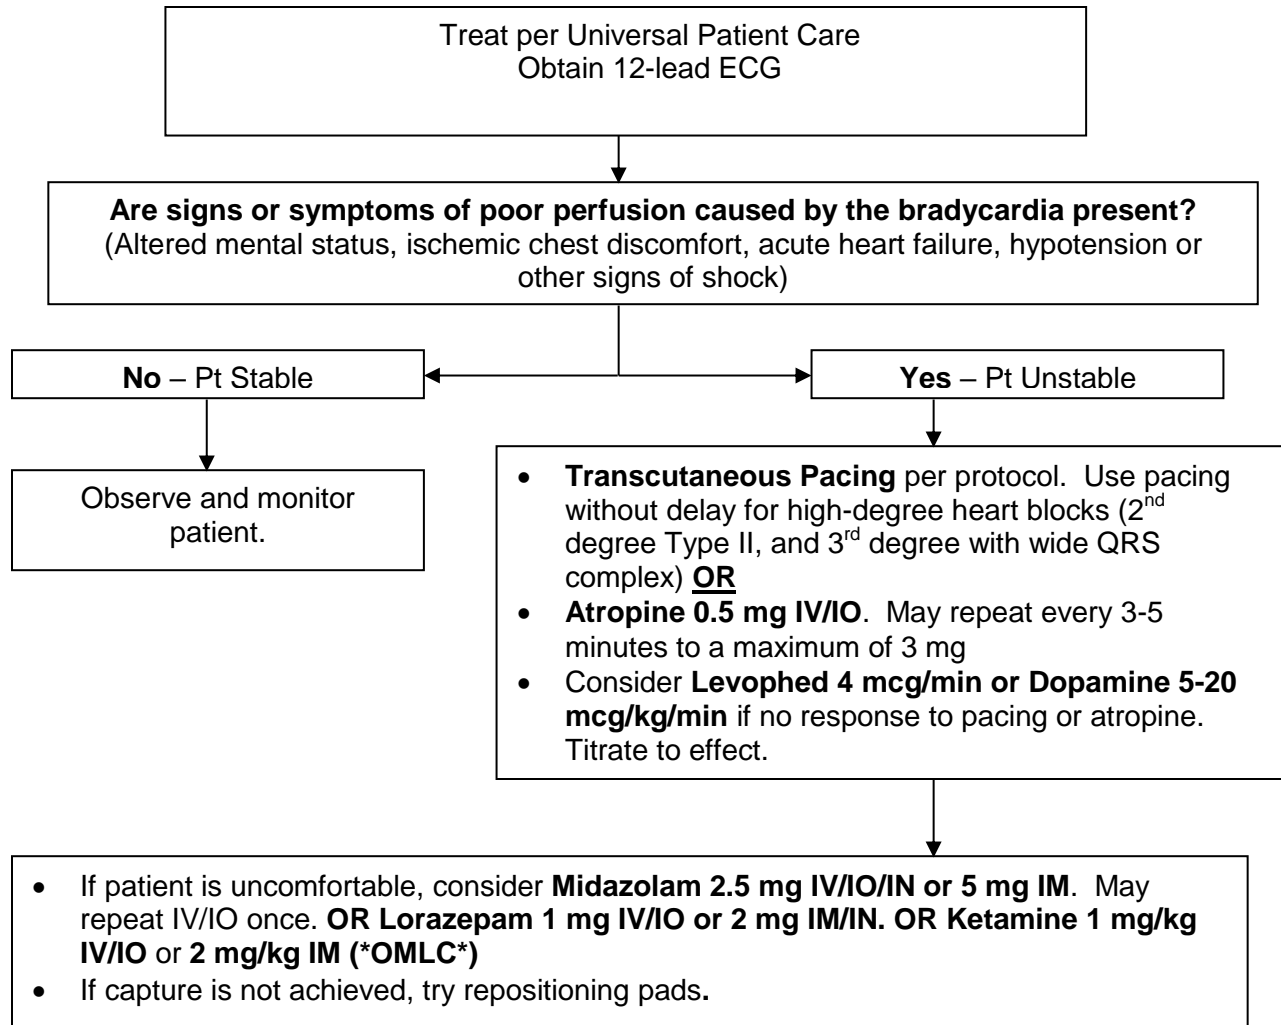 Treat per Universal Patient Care
Obtain 12-lead ECG
Are signs or symptoms of poor perfusion caused by the bradycardia present?
(Altered mental status, ischemic chest discomfort, acute heart failure, hypotension or
other signs of shock)
No – Pt Stable
Yes – Pt Unstable
Observe and monitor
patient.
• Transcutaneous Pacing per protocol. Use pacing
without delay for high-degree heart blocks (2nd
degree Type II, and 3rd degree with wide QRS
complex) OR
• Atropine 0.5 mg IV/IO. May repeat every 3-5
minutes to a maximum of 3 mg
• Consider Levophed 4 mcg/min or Dopamine 5-20
mcg/kg/min if no response to pacing or atropine.
Titrate to effect.
• If patient is uncomfortable, consider Midazolam 2.5 mg IV/IO/IN or 5 mg IM. May
repeat IV/IO once. OR Lorazepam 1 mg IV/IO or 2 mg IM/IN. OR Ketamine 1 mg/kg
IV/IO or 2 mg/kg IM (*OMLC*)
• If capture is not achieved, try repositioning pads.